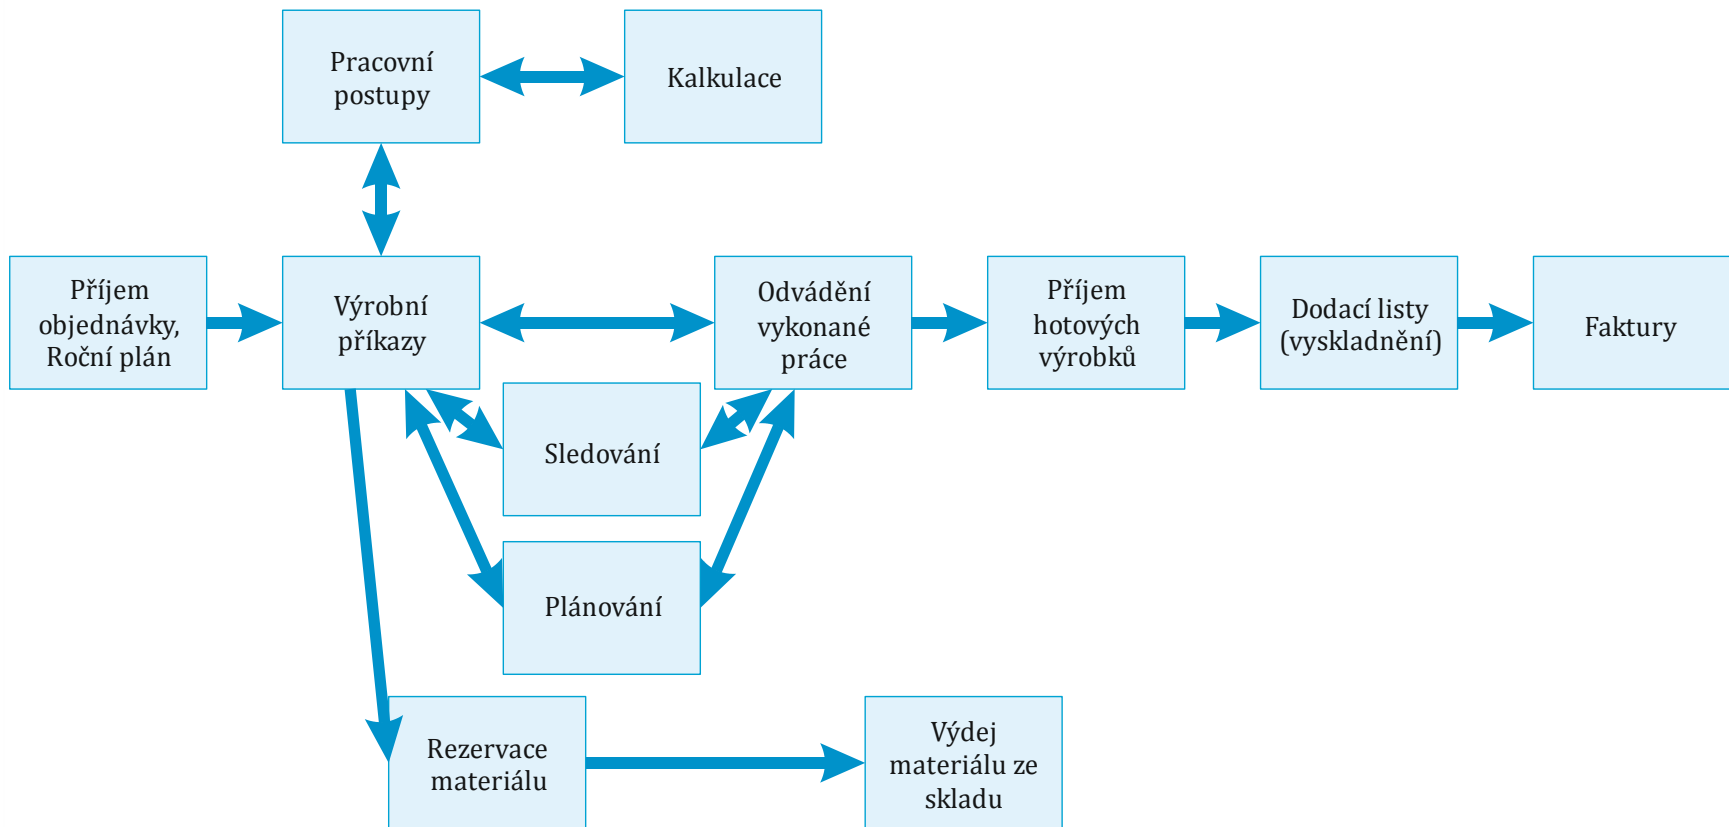 Pracovní
postupy
Kalkulace
Příjem
objednávky,
Roční plán
Výrobní
příkazy
Odvádění
vykonané
práce
Příjem
hotových
výrobků
Dodací listy
(vyskladnění)
Faktury
Sledování
Plánování
Rezervace
materiálu
Výdej
materiálu ze
skladu